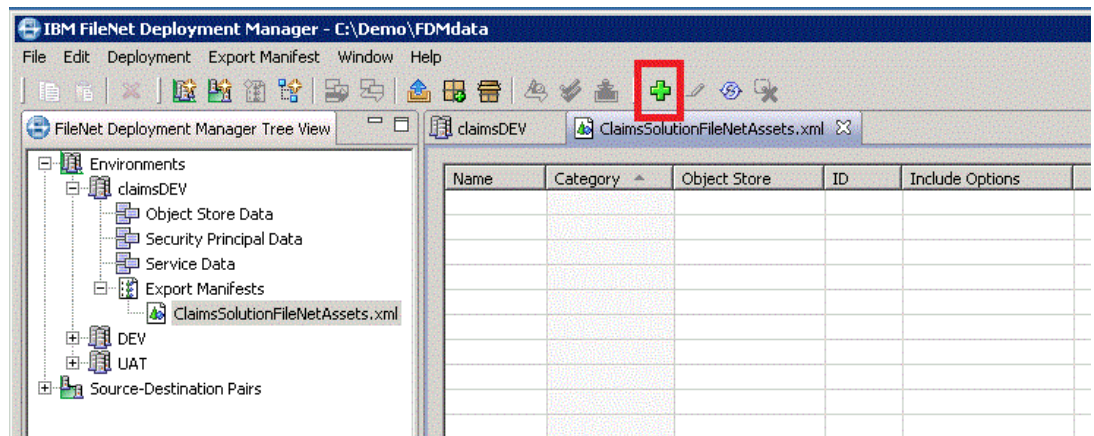 IBM FileNet Deployment Manager - C:\Demo\FDMdata
File Edit Deployment Export Manifest Window Help
FileNet Deployment Manager Tree View
claimsDEV
ClaimsSolutionFileNetAssets.xml
Environments
claimsDEV
Object Store Data
Security Principal Data
Service Data
Export Manifests
ClaimsSolutionFileNetAssets.xml
DEV
UAT
Source-Destination Pairs
Name Category Object Store ID Include Options